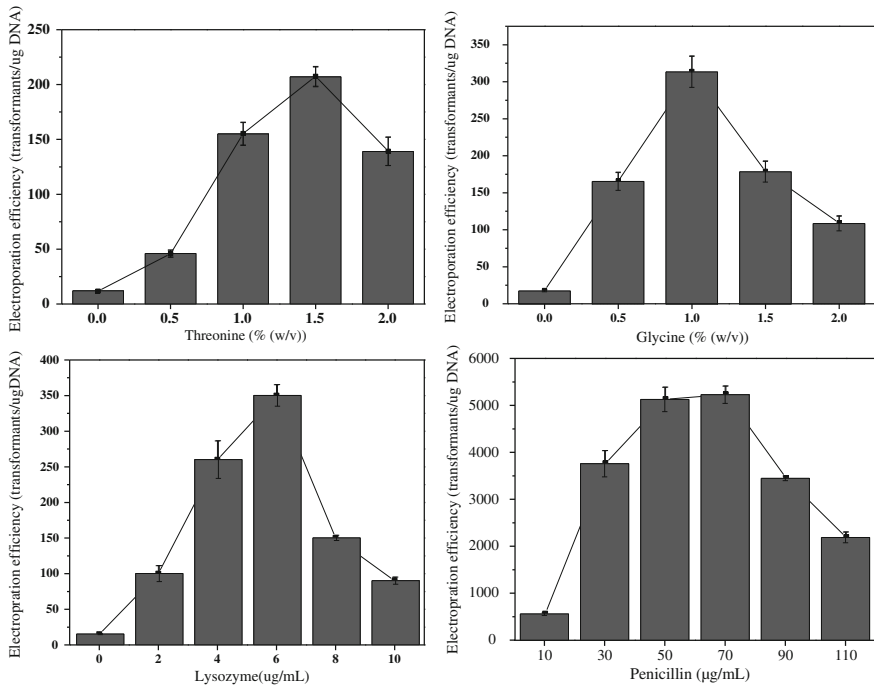 Electroporation efficiency (transformants/ug DNA)
250
200
150
100
50
0
0.0 0.5 1.0 1.5 2.0
Threonine (% (w/v))
Electroporation efficiency (transformants/ug DNA)
350
300
250
200
150
100
50
0
0.0 0.5 1.0 1.5 2.0
Glycine (% (w/v))
Electropration efficiency (transformants/ugDNA)
400
350
300
250
200
150
100
50
0
0 2 4 6 8 10
Lysozyme(ug/mL)
Electropration efficiency (transformants/ug DNA)
6000
5000
4000
3000
2000
1000
0
10 30 50 70 90 110
Penicillin (μg/mL)